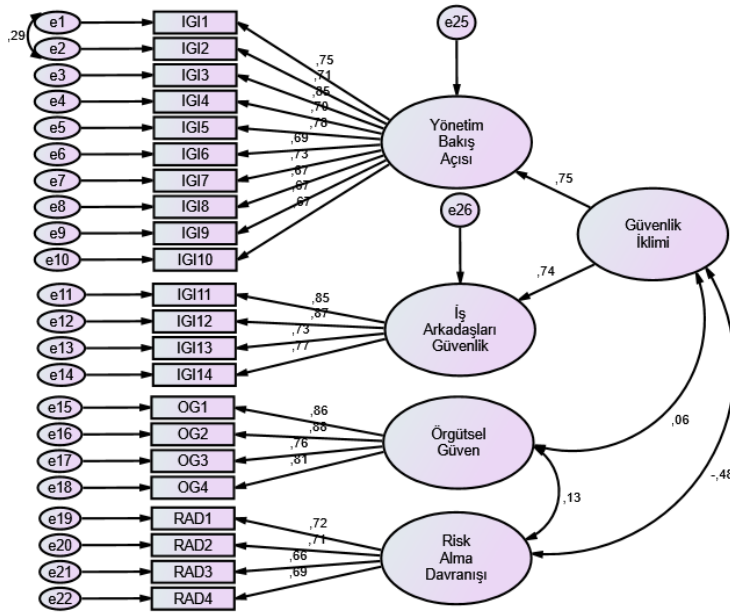 e1
IGI1
e25
,29
e2
IGI2
e3
IGI3
e4
IGI4
e5
IGI5
e6
IGI6
e7
IGI7
e8
IGI8
e9
IGI9
e10
IGI10
,75
,71
,85
,70
,78
,69
,73
,67
,67
,67
Yönetim
Bakış
Açısı
,75
e26
Güvenlik
İklimi
,74
e11
IGI11
e12
IGI12
e13
IGI13
e14
IGI14
,85
,87
,73
,77
İş
Arkadaşları
Güvenlik
e15
OG1
e16
OG2
e17
OG3
e18
OG4
,86
,88
,76
,81
Örgütsel
Güven
,06
-,48
,13
e19
RAD1
e20
RAD2
e21
RAD3
e22
RAD4
,72
,71
,66
,69
Risk
Alma
Davranışı